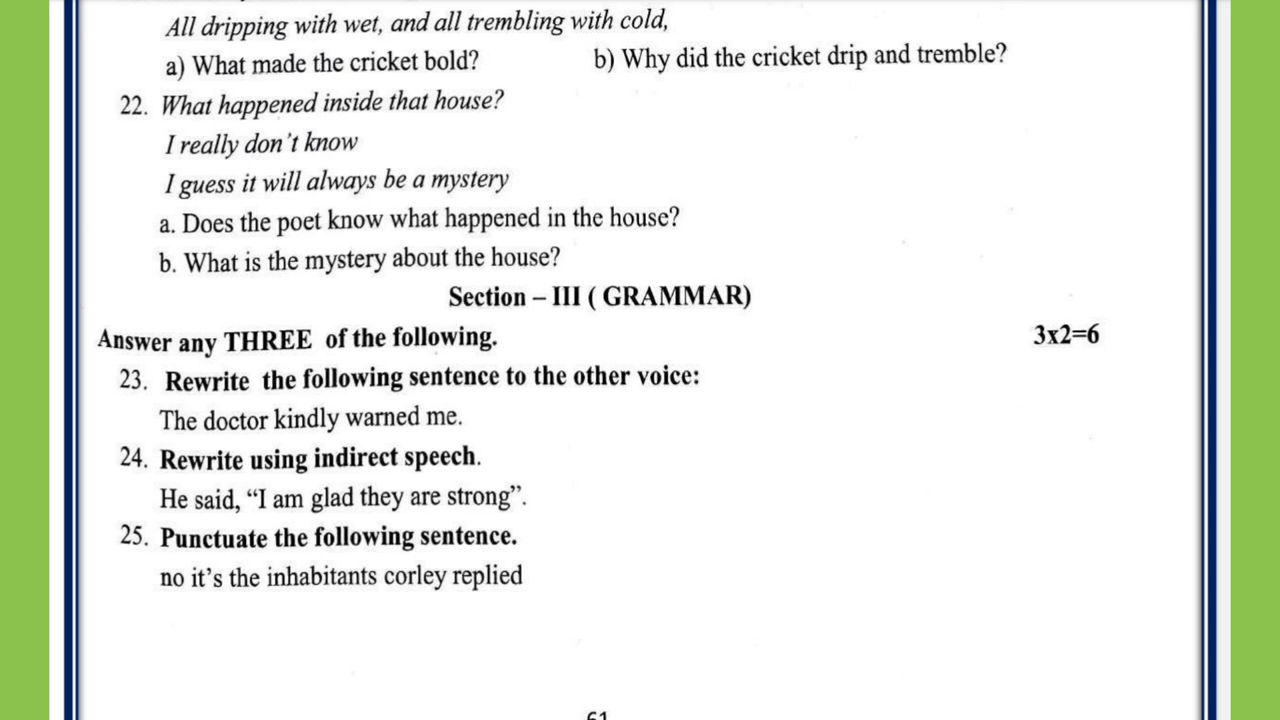 All dripping with wet, and all trembling with cold,
a) What made the cricket bold? b) Why did the cricket drip and tremble?
22. What happened inside that house?
I really don't know
I guess it will always be a mystery
a. Does the poet know what happened in the house?
b. What is the mystery about the house?
Section – III ( GRAMMAR)
Answer any THREE of the following. 3x2=6
23. Rewrite the following sentence to the other voice:
The doctor kindly warned me.
24. Rewrite using indirect speech.
He said, “I am glad they are strong”.
25. Punctuate the following sentence.
no it’s the inhabitants corley replied